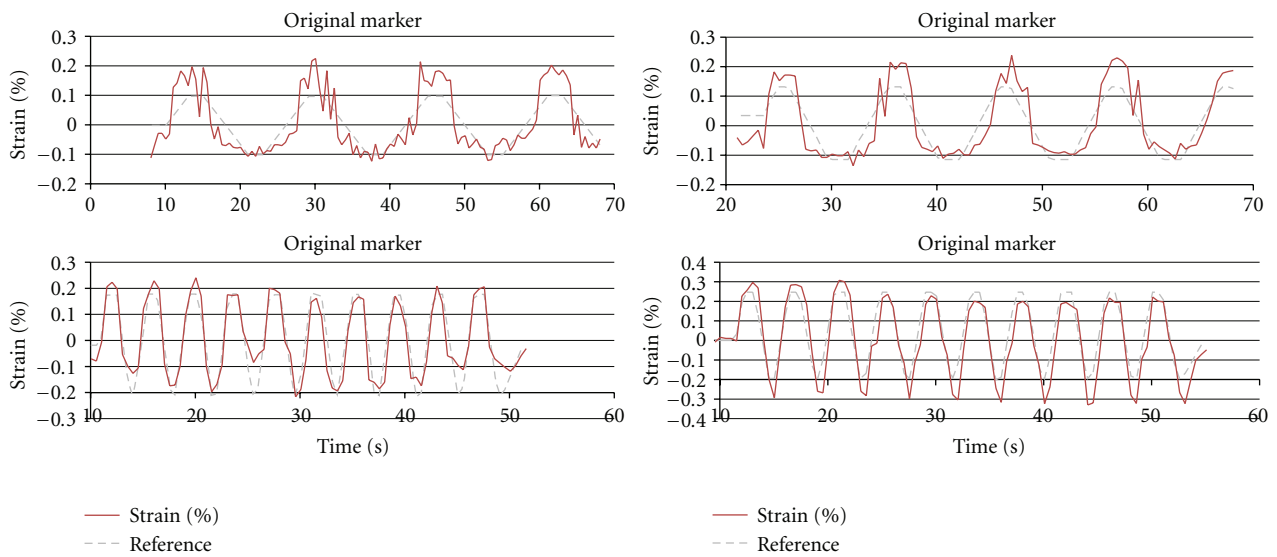 Original marker
0.3
0.2
0.1
0
−0.1
−0.2
Strain (%)
0 10 20 30 40 50 60 70
Original marker
0.3
0.2
0.1
0
−0.1
−0.2
Strain (%)
20 30 40 50 60 70
Original marker
0.3
0.2
0.1
0
−0.1
−0.2
−0.3
Strain (%)
10 20 30 40 50 60
Time (s)
Original marker
0.4
0.3
0.2
0.1
0
−0.1
−0.2
−0.3
−0.4
Strain (%)
10 20 30 40 50 60
Time (s)
Strain (%)
Reference
Strain (%)
Reference